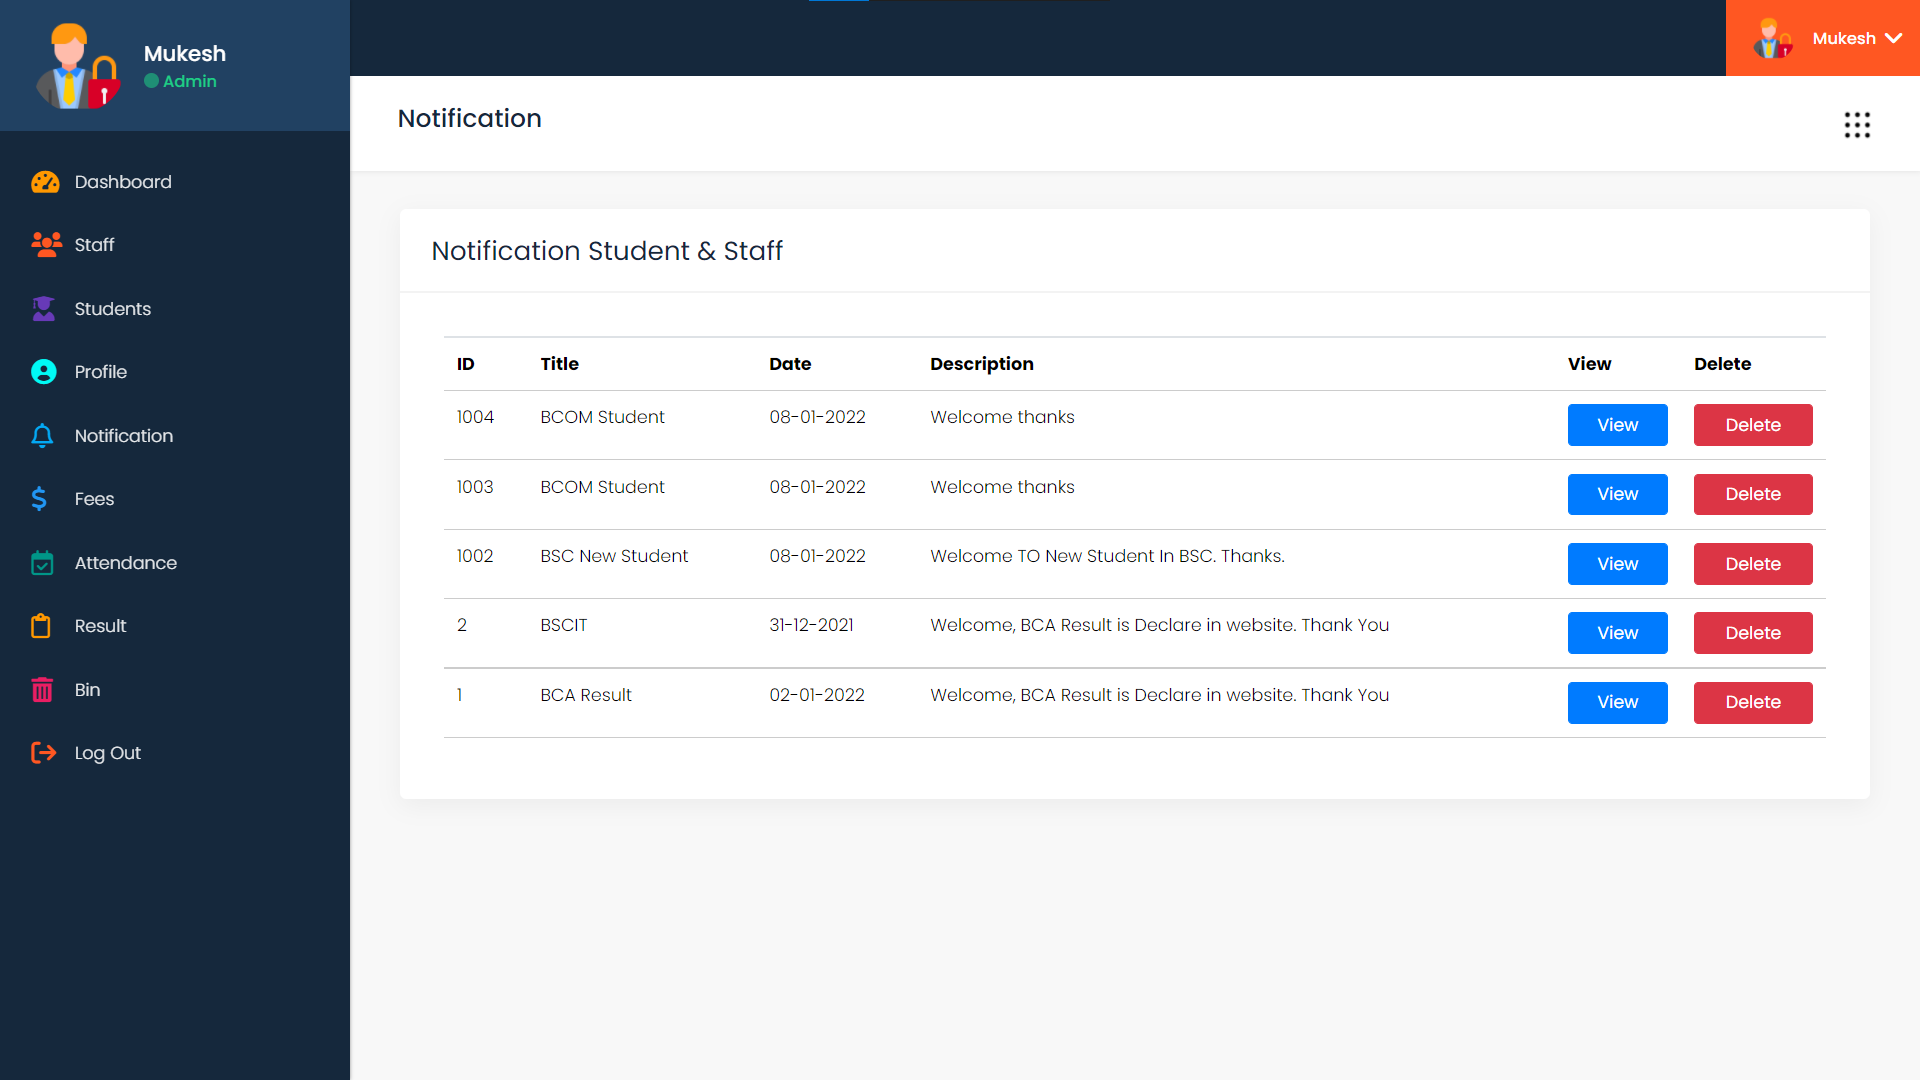 Mukesh
Admin
Mukesh
Notification
Dashboard
Staff
Students
Profile
Notification
Fees
Attendance
Result
Bin
Log Out
Notification Student & Staff
ID Title Date Description View Delete
1004 BCOM Student 08-01-2022 Welcome thanks View Delete
1003 BCOM Student 08-01-2022 Welcome thanks View Delete
1002 BSC New Student 08-01-2022 Welcome TO New Student In BSC. Thanks. View Delete
2 BSCIT 31-12-2021 Welcome, BCA Result is Declare in website. Thank You View Delete
1 BCA Result 02-01-2022 Welcome, BCA Result is Declare in website. Thank You View Delete